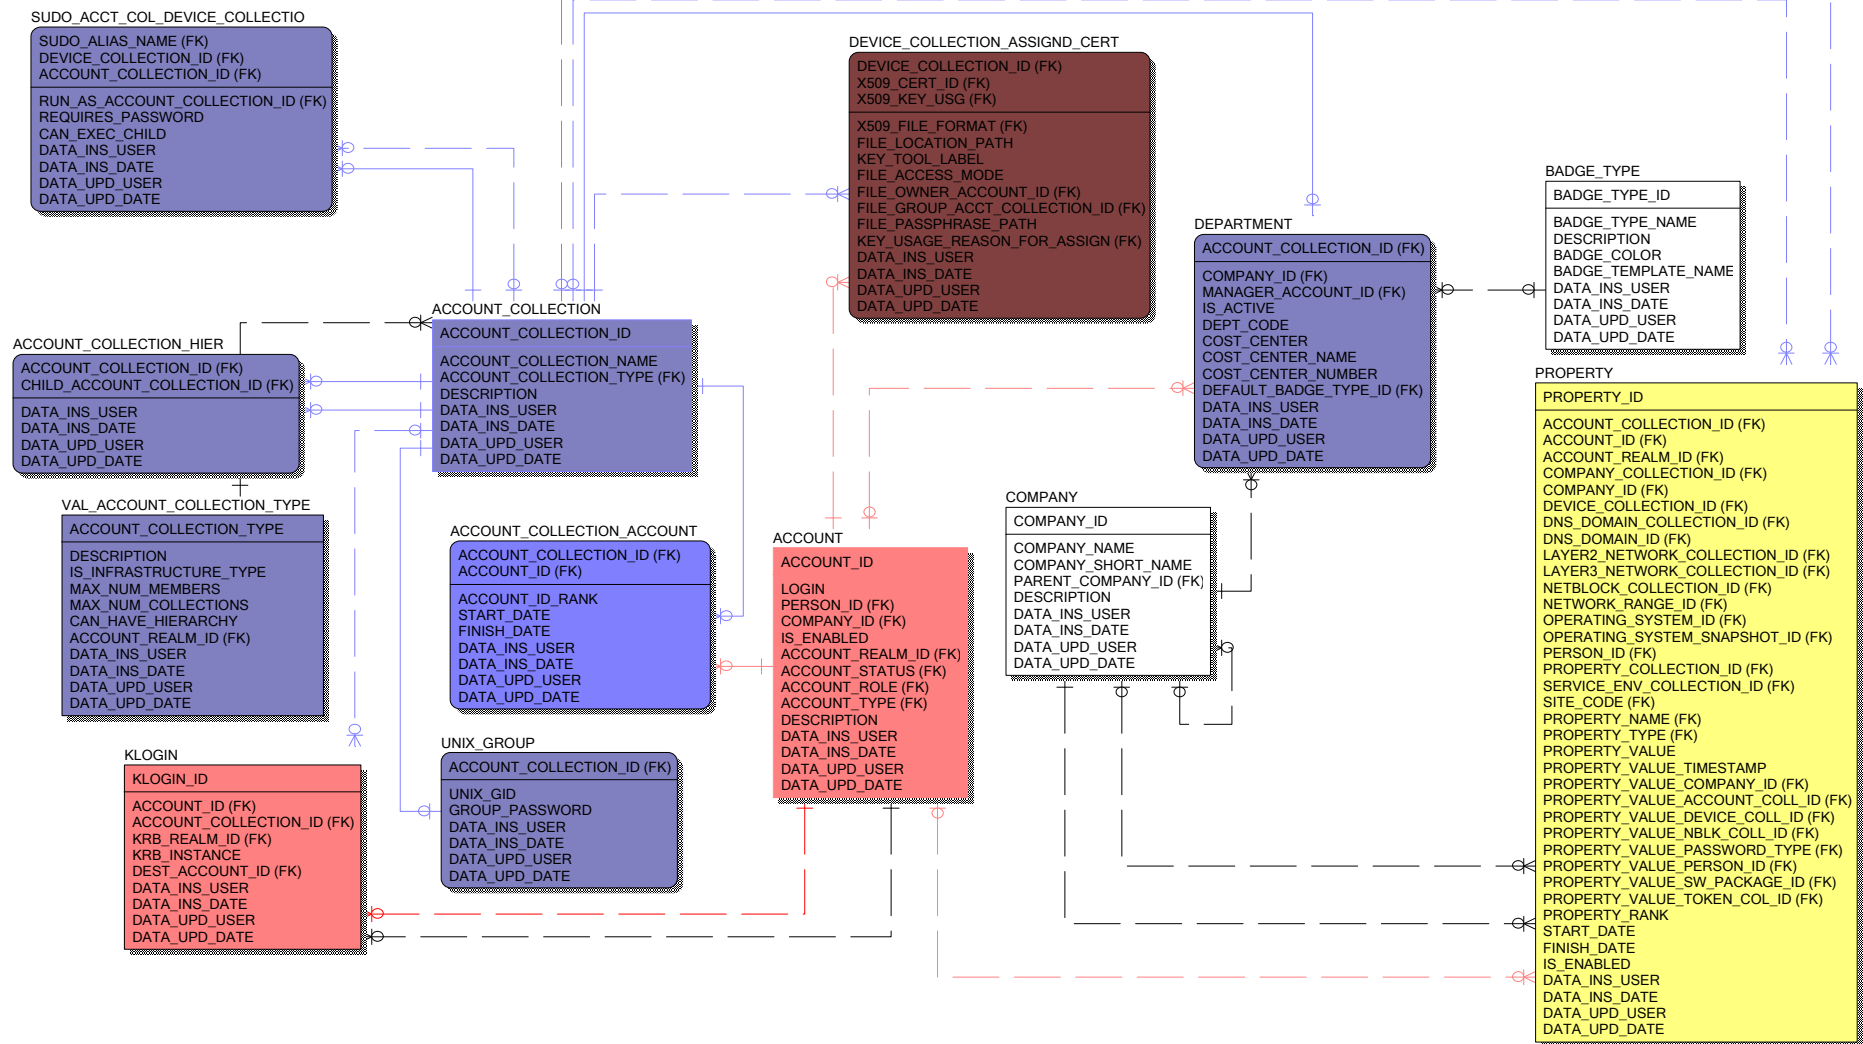 SUDO_ACCT_COL_DEVICE_COLLECTIO
SUDO_ALIAS_NAME (FK)
DEVICE_COLLECTION_ID (FK)
ACCOUNT_COLLECTION_ID (FK)
RUN_AS_ACCOUNT_COLLECTION_ID (FK)
REQUIRES_PASSWORD
CAN_EXEC_CHILD
DATA_INS_USER
DATA_INS_DATE
DATA_UPD_USER
DATA_UPD_DATE
DEVICE_COLLECTION_ASSIGND_CERT
DEVICE_COLLECTION_ID (FK)
X509_CERT_ID (FK)
X509_KEY_USG (FK)
X509_FILE_FORMAT (FK)
FILE_LOCATION_PATH
KEY_TOOL_LABEL
FILE_ACCESS_MODE
FILE_OWNER_ACCOUNT_ID (FK)
FILE_GROUP_ACCT_COLLECTION_ID (FK)
FILE_PASSPHRASE_PATH
KEY_USAGE_REASON_FOR_ASSIGN (FK)
DATA_INS_USER
DATA_INS_DATE
DATA_UPD_USER
DATA_UPD_DATE
BADGE_TYPE
BADGE_TYPE_ID
BADGE_TYPE_NAME
DESCRIPTION
BADGE_COLOR
BADGE_TEMPLATE_NAME
DATA_INS_USER
DATA_INS_DATE
DATA_UPD_USER
DATA_UPD_DATE
DEPARTMENT
ACCOUNT_COLLECTION_ID (FK)
COMPANY_ID (FK)
MANAGER_ACCOUNT_ID (FK)
IS_ACTIVE
DEPT_CODE
COST_CENTER
COST_CENTER_NAME
COST_CENTER_NUMBER
DEFAULT_BADGE_TYPE_ID (FK)
DATA_INS_USER
DATA_INS_DATE
DATA_UPD_USER
DATA_UPD_DATE
ACCOUNT_COLLECTION
ACCOUNT_COLLECTION_ID
ACCOUNT_COLLECTION_NAME
ACCOUNT_COLLECTION_TYPE (FK)
DESCRIPTION
DATA_INS_USER
DATA_INS_DATE
DATA_UPD_USER
DATA_UPD_DATE
ACCOUNT_COLLECTION_HIER
ACCOUNT_COLLECTION_ID (FK)
CHILD_ACCOUNT_COLLECTION_ID (FK)
DATA_INS_USER
DATA_INS_DATE
DATA_UPD_USER
DATA_UPD_DATE
VAL_ACCOUNT_COLLECTION_TYPE
ACCOUNT_COLLECTION_TYPE
DESCRIPTION
IS_INFRASTRUCTURE_TYPE
MAX_NUM_MEMBERS
MAX_NUM_COLLECTIONS
CAN_HAVE_HIERARCHY
ACCOUNT_REALM_ID (FK)
DATA_INS_USER
DATA_INS_DATE
DATA_UPD_USER
DATA_UPD_DATE
ACCOUNT_COLLECTION_ACCOUNT
ACCOUNT_COLLECTION_ID (FK)
ACCOUNT_ID (FK)
ACCOUNT_ID_RANK
START_DATE
FINISH_DATE
DATA_INS_USER
DATA_INS_DATE
DATA_UPD_USER
DATA_UPD_DATE
ACCOUNT
ACCOUNT_ID
LOGIN
PERSON_ID (FK)
COMPANY_ID (FK)
IS_ENABLED
ACCOUNT_REALM_ID (FK)
ACCOUNT_STATUS (FK)
ACCOUNT_ROLE (FK)
ACCOUNT_TYPE (FK)
DESCRIPTION
DATA_INS_USER
DATA_INS_DATE
DATA_UPD_USER
DATA_UPD_DATE
COMPANY
COMPANY_ID
COMPANY_NAME
COMPANY_SHORT_NAME
PARENT_COMPANY_ID (FK)
DESCRIPTION
DATA_INS_USER
DATA_INS_DATE
DATA_UPD_USER
DATA_UPD_DATE
PROPERTY
PROPERTY_ID
ACCOUNT_COLLECTION_ID (FK)
ACCOUNT_ID (FK)
ACCOUNT_REALM_ID (FK)
COMPANY_COLLECTION_ID (FK)
COMPANY_ID (FK)
DEVICE_COLLECTION_ID (FK)
DNS_DOMAIN_COLLECTION_ID (FK)
DNS_DOMAIN_ID (FK)
LAYER2_NETWORK_COLLECTION_ID (FK)
LAYER3_NETWORK_COLLECTION_ID (FK)
NETBLOCK_COLLECTION_ID (FK)
NETWORK_RANGE_ID (FK)
OPERATING_SYSTEM_ID (FK)
OPERATING_SYSTEM_SNAPSHOT_ID (FK)
PERSON_ID (FK)
PROPERTY_COLLECTION_ID (FK)
SERVICE_ENV_COLLECTION_ID (FK)
SITE_CODE (FK)
PROPERTY_NAME (FK)
PROPERTY_TYPE (FK)
PROPERTY_VALUE
PROPERTY_VALUE_TIMESTAMP
PROPERTY_VALUE_COMPANY_ID (FK)
PROPERTY_VALUE_ACCOUNT_COLL_ID (FK)
PROPERTY_VALUE_DEVICE_COLL_ID (FK)
PROPERTY_VALUE_NBLK_COLL_ID (FK)
PROPERTY_VALUE_PASSWORD_TYPE (FK)
PROPERTY_VALUE_PERSON_ID (FK)
PROPERTY_VALUE_SW_PACKAGE_ID (FK)
PROPERTY_VALUE_TOKEN_COL_ID (FK)
PROPERTY_RANK
START_DATE
FINISH_DATE
IS_ENABLED
DATA_INS_USER
DATA_INS_DATE
DATA_UPD_USER
DATA_UPD_DATE
KLOGIN
KLOGIN_ID
ACCOUNT_ID (FK)
ACCOUNT_COLLECTION_ID (FK)
KRB_REALM_ID (FK)
KRB_INSTANCE
DEST_ACCOUNT_ID (FK)
DATA_INS_USER
DATA_INS_DATE
DATA_UPD_USER
DATA_UPD_DATE
UNIX_GROUP
ACCOUNT_COLLECTION_ID (FK)
UNIX_GID
GROUP_PASSWORD
DATA_INS_USER
DATA_INS_DATE
DATA_UPD_USER
DATA_UPD_DATE